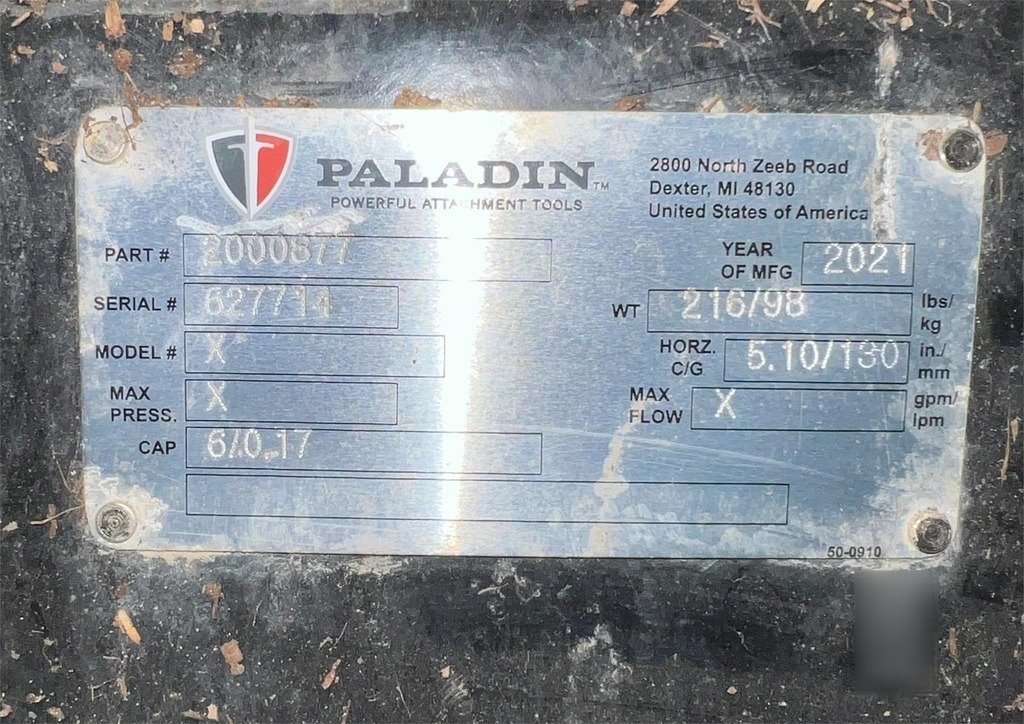 PALADIN™
POWERFUL ATTACHMENT TOOLS
2800 North Zeeb Road
Dexter, MI 48130
United States of America
PART # 2000877
YEAR OF MFG 2021
SERIAL # 627714
WT 216/98 lbs/kg
MODEL # X
HORZ. C/G 5.10/130 in./mm
MAX PRESS. X
MAX FLOW X gpm/lpm
CAP 6/0.17
50-0910